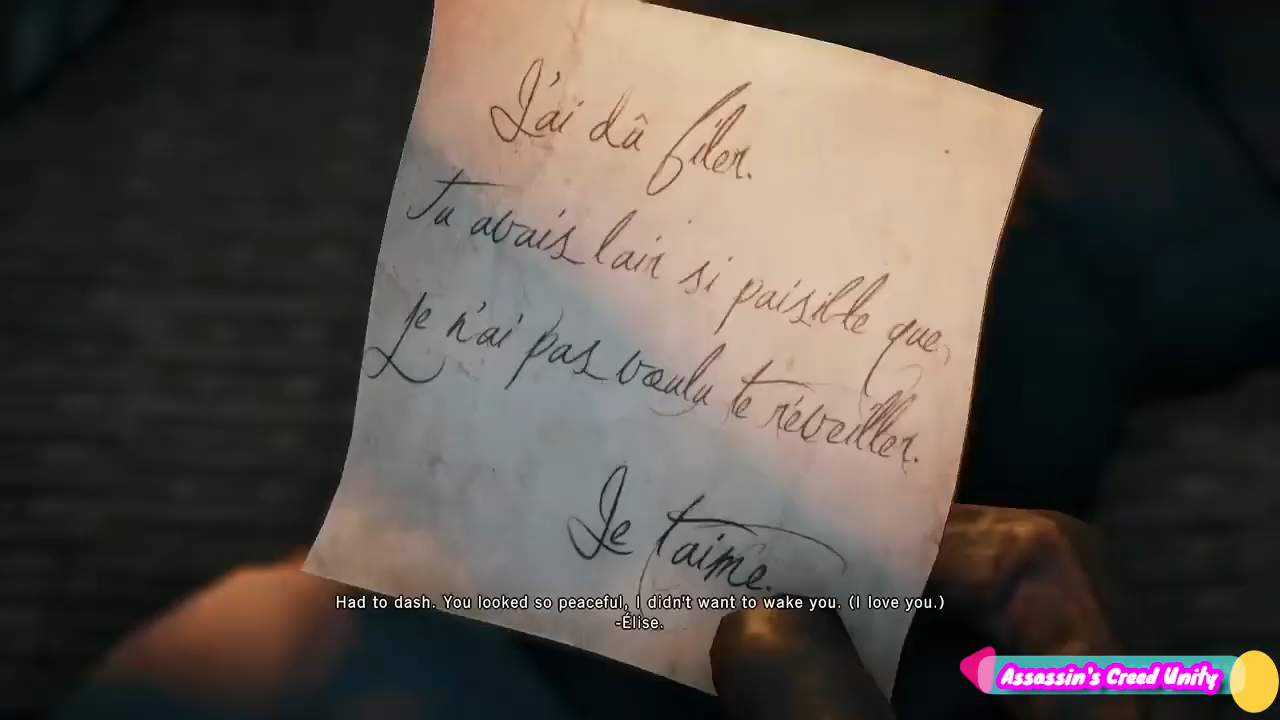 J'ai dû filer.
Tu avais lair si paisible que
je n'ai pas voulu te réveiller.
Je t'aime.
Had to dash. You looked so peaceful, I didn't want to wake you. (I love you.)
-Élise.
Assassin's Creed Unity